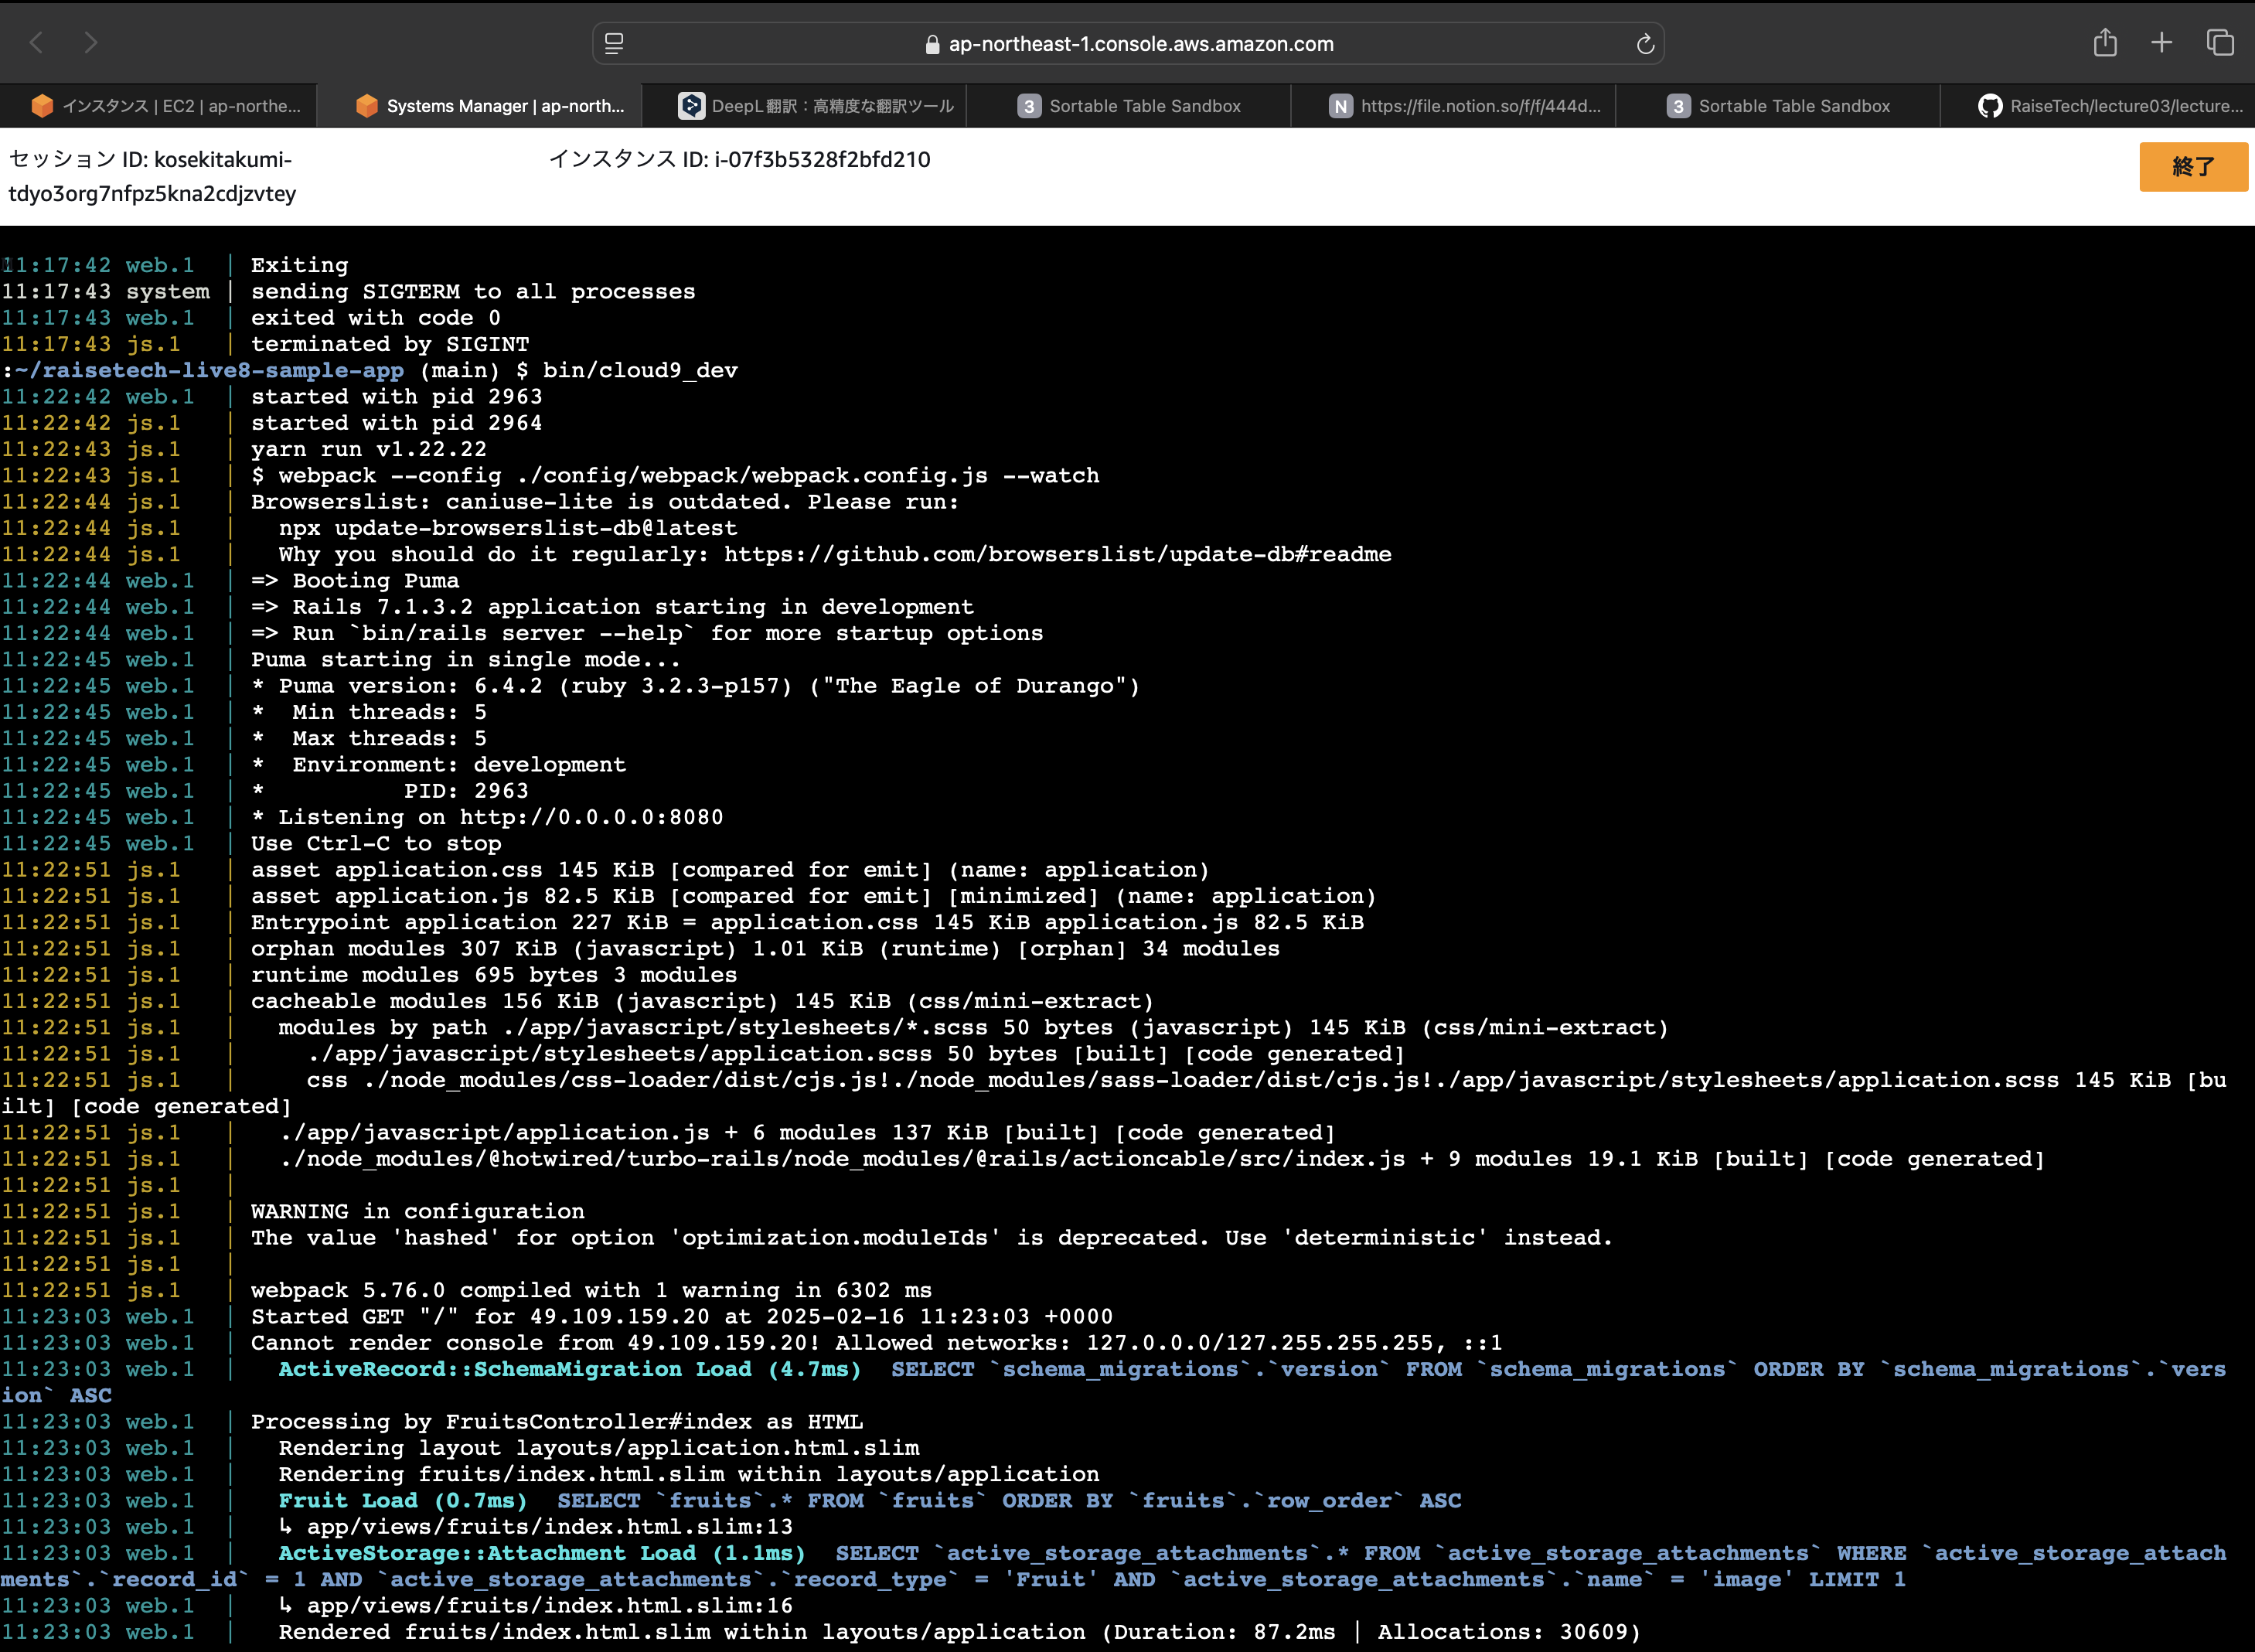 ap-northeast-1.console.aws.amazon.com
インスタンス | EC2 | ap-northe...
Systems Manager | ap-north...
DeepL翻訳：高精度な翻訳ツール
3 Sortable Table Sandbox
N https://file.notion.so/f/f/444d...
3 Sortable Table Sandbox
RaiseTech/lecture03/lecture...
セッション ID: kosekitakumi-
tdyo3org7nfpz5kna2cdjzvtey
インスタンス ID: i-07f3b5328f2bfd210
終了
11:17:42 web.1  | Exiting
11:17:43 system | sending SIGTERM to all processes
11:17:43 web.1  | exited with code 0
11:17:43 js.1   | terminated by SIGINT
:~/raisetech-live8-sample-app (main) $ bin/cloud9_dev
11:22:42 web.1  | started with pid 2963
11:22:42 js.1   | started with pid 2964
11:22:43 js.1   | yarn run v1.22.22
11:22:43 js.1   | $ webpack --config ./config/webpack/webpack.config.js --watch
11:22:44 js.1   | Browserslist: caniuse-lite is outdated. Please run:
11:22:44 js.1   |   npx update-browserslist-db@latest
11:22:44 js.1   |   Why you should do it regularly: https://github.com/browserslist/update-db#readme
11:22:44 web.1  | => Booting Puma
11:22:44 web.1  | => Rails 7.1.3.2 application starting in development
11:22:44 web.1  | => Run `bin/rails server --help` for more startup options
11:22:45 web.1  | Puma starting in single mode...
11:22:45 web.1  | * Puma version: 6.4.2 (ruby 3.2.3-p157) ("The Eagle of Durango")
11:22:45 web.1  | *  Min threads: 5
11:22:45 web.1  | *  Max threads: 5
11:22:45 web.1  | *  Environment: development
11:22:45 web.1  | *          PID: 2963
11:22:45 web.1  | * Listening on http://0.0.0.0:8080
11:22:45 web.1  | Use Ctrl-C to stop
11:22:51 js.1   | asset application.css 145 KiB [compared for emit] (name: application)
11:22:51 js.1   | asset application.js 82.5 KiB [compared for emit] [minimized] (name: application)
11:22:51 js.1   | Entrypoint application 227 KiB = application.css 145 KiB application.js 82.5 KiB
11:22:51 js.1   | orphan modules 307 KiB (javascript) 1.01 KiB (runtime) [orphan] 34 modules
11:22:51 js.1   | runtime modules 695 bytes 3 modules
11:22:51 js.1   | cacheable modules 156 KiB (javascript) 145 KiB (css/mini-extract)
11:22:51 js.1   |   modules by path ./app/javascript/stylesheets/*.scss 50 bytes (javascript) 145 KiB (css/mini-extract)
11:22:51 js.1   |     ./app/javascript/stylesheets/application.scss 50 bytes [built] [code generated]
11:22:51 js.1   |     css ./node_modules/css-loader/dist/cjs.js!./node_modules/sass-loader/dist/cjs.js!./app/javascript/stylesheets/application.scss 145 KiB [bu
ilt] [code generated]
11:22:51 js.1   |   ./app/javascript/application.js + 6 modules 137 KiB [built] [code generated]
11:22:51 js.1   |   ./node_modules/@hotwired/turbo-rails/node_modules/@rails/actioncable/src/index.js + 9 modules 19.1 KiB [built] [code generated]
11:22:51 js.1   |
11:22:51 js.1   | WARNING in configuration
11:22:51 js.1   | The value 'hashed' for option 'optimization.moduleIds' is deprecated. Use 'deterministic' instead.
11:22:51 js.1   |
11:22:51 js.1   | webpack 5.76.0 compiled with 1 warning in 6302 ms
11:23:03 web.1  | Started GET "/" for 49.109.159.20 at 2025-02-16 11:23:03 +0000
11:23:03 web.1  | Cannot render console from 49.109.159.20! Allowed networks: 127.0.0.0/127.255.255.255, ::1
11:23:03 web.1  |   ActiveRecord::SchemaMigration Load (4.7ms)  SELECT `schema_migrations`.`version` FROM `schema_migrations` ORDER BY `schema_migrations`.`vers
ion` ASC
11:23:03 web.1  | Processing by FruitsController#index as HTML
11:23:03 web.1  |   Rendering layout layouts/application.html.slim
11:23:03 web.1  |   Rendering fruits/index.html.slim within layouts/application
11:23:03 web.1  |   Fruit Load (0.7ms)  SELECT `fruits`.* FROM `fruits` ORDER BY `fruits`.`row_order` ASC
11:23:03 web.1  |   ↳ app/views/fruits/index.html.slim:13
11:23:03 web.1  |   ActiveStorage::Attachment Load (1.1ms)  SELECT `active_storage_attachments`.* FROM `active_storage_attachments` WHERE `active_storage_attach
ments`.`record_id` = 1 AND `active_storage_attachments`.`record_type` = 'Fruit' AND `active_storage_attachments`.`name` = 'image' LIMIT 1
11:23:03 web.1  |   ↳ app/views/fruits/index.html.slim:16
11:23:03 web.1  |   Rendered fruits/index.html.slim within layouts/application (Duration: 87.2ms | Allocations: 30609)